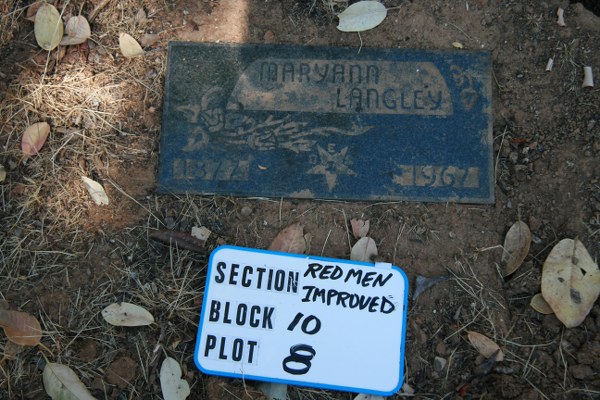 MARYANN
LANGLEY
E
1967
SECTION RED MEN
IMPROVED
BLOCK 10
PLOT 8